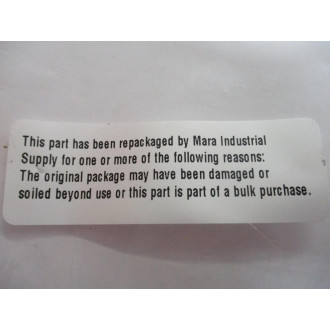 This part has been repackaged by Mara Industrial
Supply for one or more of the following reasons:
The original package may have been damaged or
soiled beyond use or this part is part of a bulk purchase.